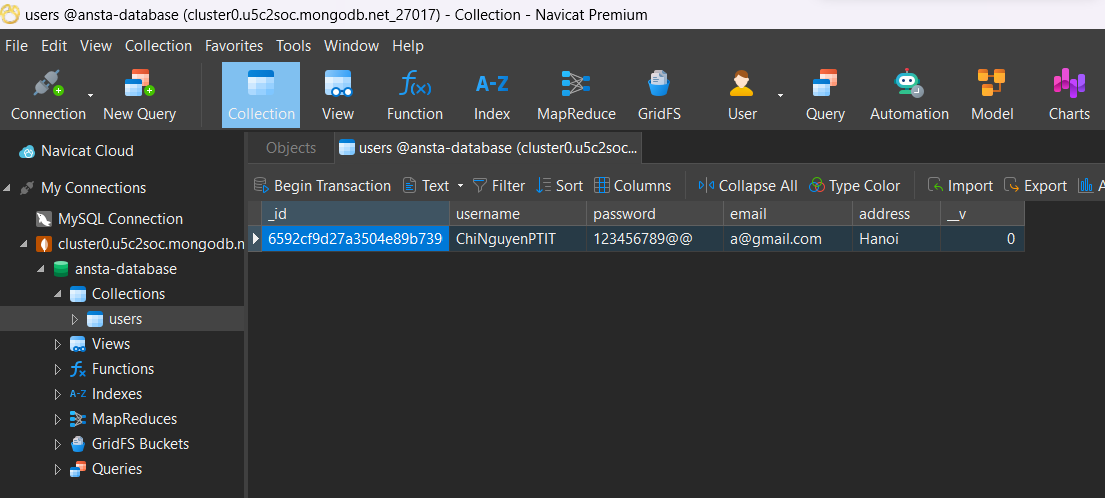 users @ansta-database (cluster0.u5c2soc.mongodb.net_27017) - Collection - Navicat Premium
File Edit View Collection Favorites Tools Window Help
Connection New Query Collection View Function Index MapReduce GridFS User Query Automation Model Charts
f(x) A-Z
Navicat Cloud
Objects users @ansta-database (cluster0.u5c2soc...
My Connections
Begin Transaction Text Filter Sort Columns Collapse All Type Color Import Export A
MySQL Connection
_id username password email address __v
cluster0.u5c2soc.mongodb.n
6592cf9d27a3504e89b739 ChiNguyenPTIT 123456789@@ a@gmail.com Hanoi 0
ansta-database
Collections
users
Views
fx Functions
A-Z Indexes
MapReduces
GridFS Buckets
Queries